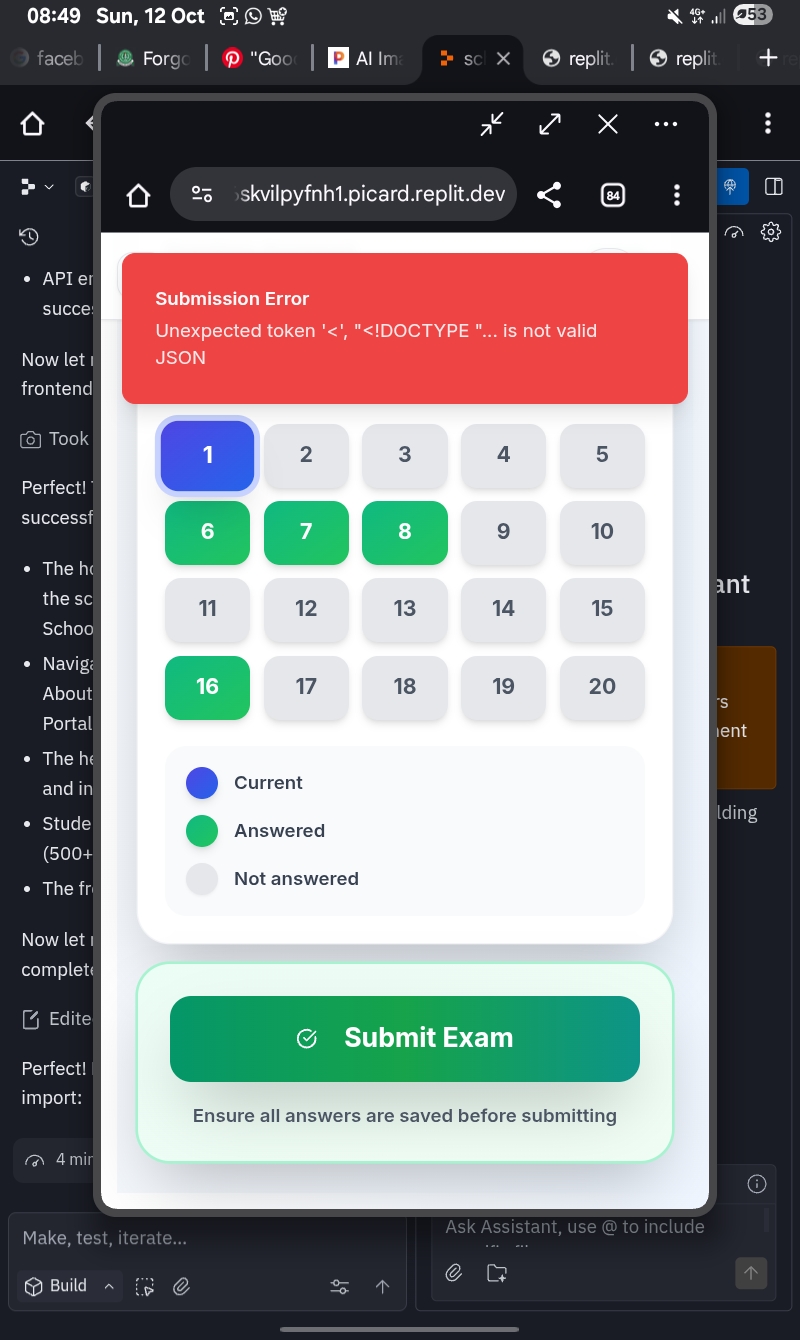 08:49 Sun, 12 Oct
4G+
53
faceb
Forgo
"Goo
AI Ima
scl
replit.
replit.
skvilpyfnh1.picard.replit.dev
84
API er
succes
Now let r
frontend
Took
Perfect!
successf
The ho
the sc
Schoo
Naviga
About
Portal
The he
and in
Stude
(500+
The fr
Now let r
complete
Edite
Perfect!
import:
4 min
Submission Error
Unexpected token '<', "<!DOCTYPE "... is not valid
JSON
1 2 3 4 5
6 7 8 9 10
11 12 13 14 15
16 17 18 19 20
Current
Answered
Not answered
Submit Exam
Ensure all answers are saved before submitting
ant
rs
nent
lding
Make, test, iterate...
Build
Ask Assistant, use @ to include